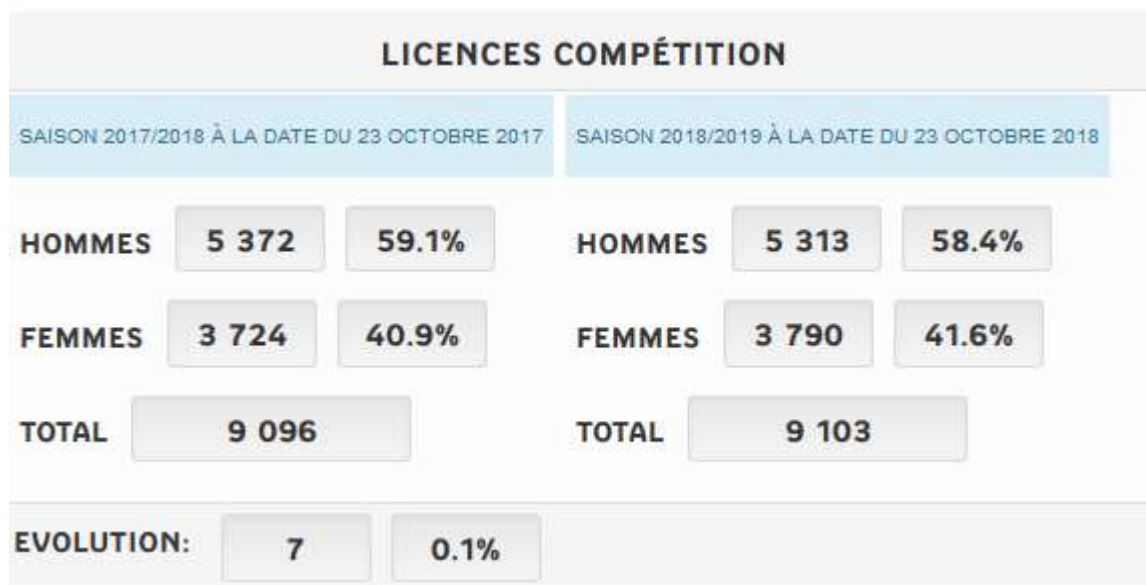 LICENCES COMPÉTITION
SAISON 2017/2018 À LA DATE DU 23 OCTOBRE 2017
SAISON 2018/2019 À LA DATE DU 23 OCTOBRE 2018
HOMMES 5 372 59.1% HOMMES 5 313 58.4%
FEMMES 3 724 40.9% FEMMES 3 790 41.6%
TOTAL 9 096 TOTAL 9 103
EVOLUTION: 7 0.1%